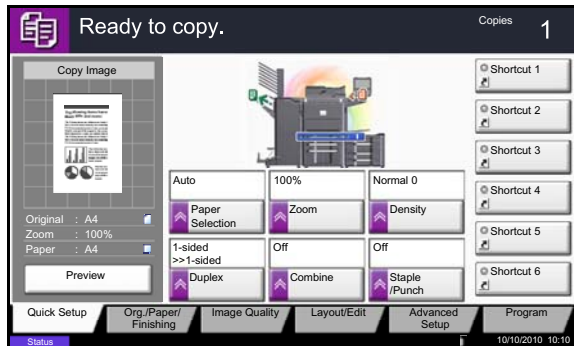 Ready to copy.
Copies 1
Copy Image
Original : A4
Zoom : 100%
Paper : A4
Preview
Auto
Paper
Selection
100%
Zoom
Normal 0
Density
1-sided
>>1-sided
Duplex
Off
Combine
Off
Staple
/Punch
Shortcut 1
Shortcut 2
Shortcut 3
Shortcut 4
Shortcut 5
Shortcut 6
Quick Setup
Org./Paper/
Finishing
Image Quality
Layout/Edit
Advanced
Setup
Program
Status
10/10/2010 10:10